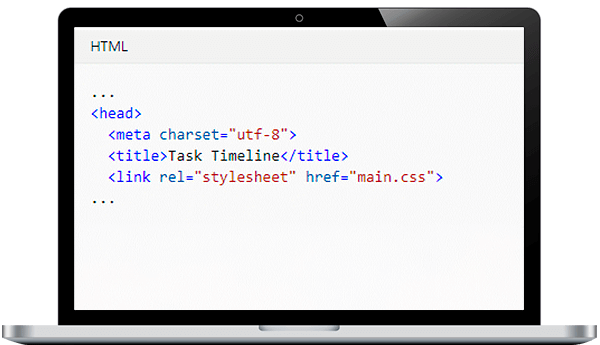 HTML
...
<head>
<meta charset="utf-8">
<title>Task Timeline</title>
<link rel="stylesheet" href="main.css">
...